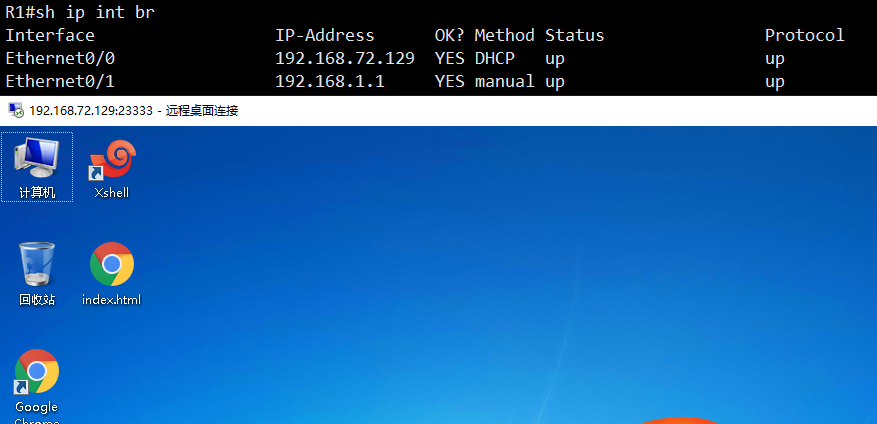 R1#sh ip int br
Interface IP-Address OK? Method Status Protocol
Ethernet0/0 192.168.72.129 YES DHCP up up
Ethernet0/1 192.168.1.1 YES manual up up
192.168.72.129:23333 - 远程桌面连接
计算机 Xshell
回收站 index.html
Google
Chrome